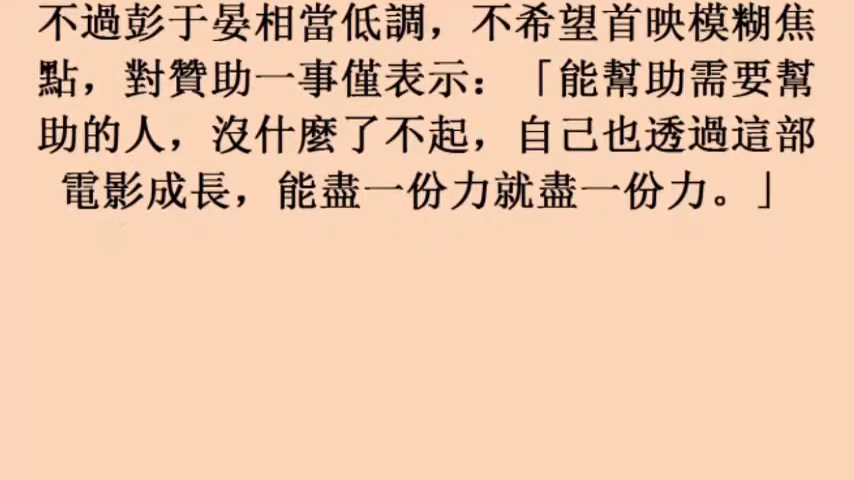 不過彭于晏相當低調，不希望首映模糊焦
點，對贊助一事僅表示：「能幫助需要幫
助的人，沒什麼了不起，自己也透過這部
電影成長，能盡一份力就盡一份力。」